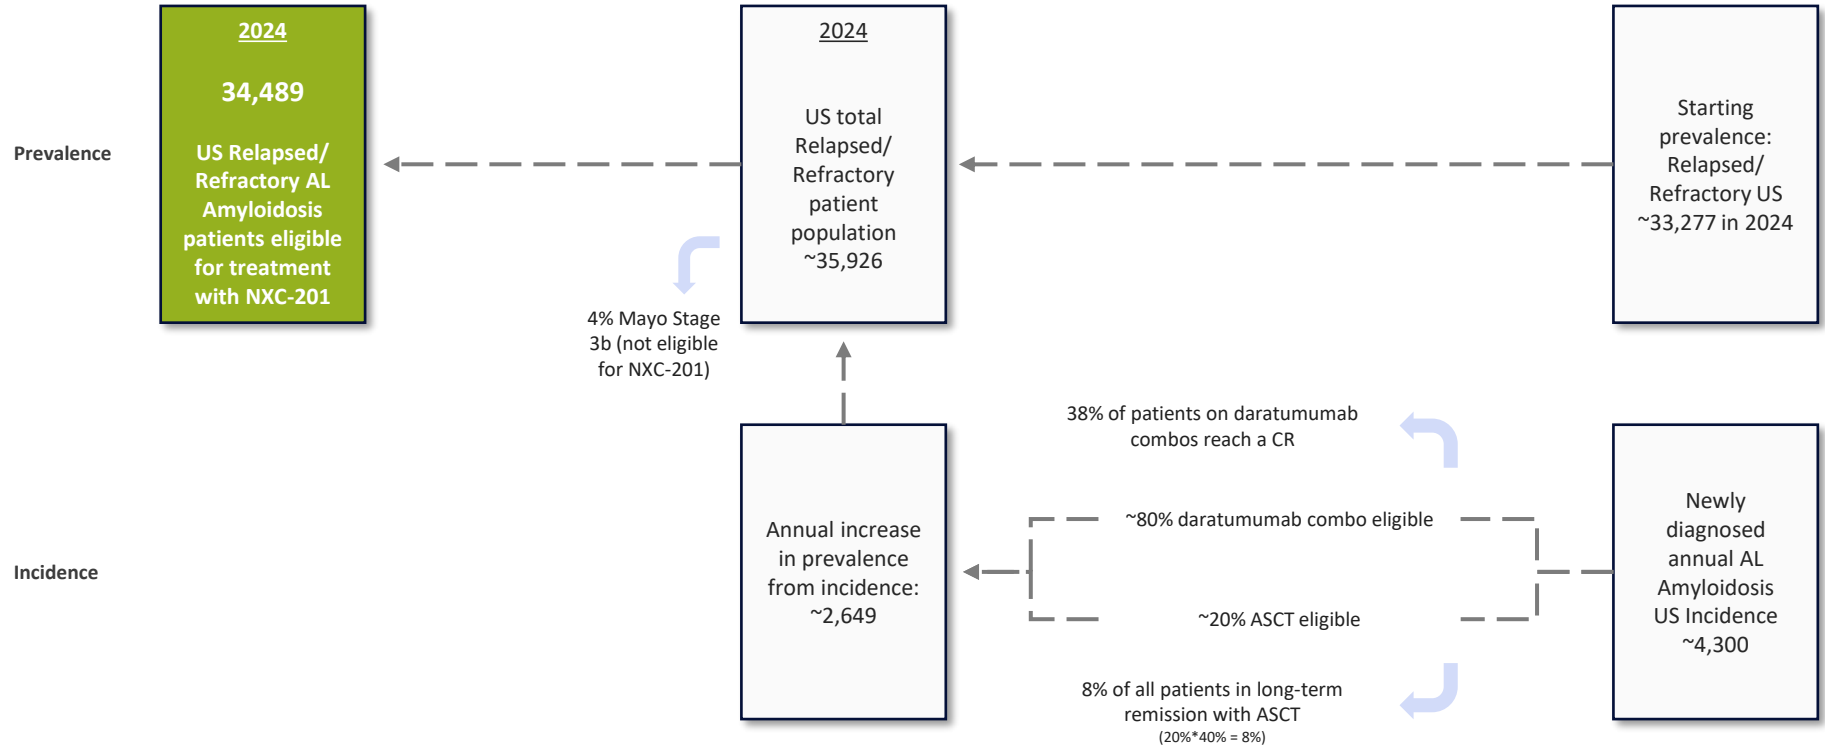 Prevalence
2024
34,489
US Relapsed/
Refractory AL
Amyloidosis
patients eligible
for treatment
with NXC-201
2024
US total
Relapsed/
Refractory
patient
population
~35,926
Starting
prevalence:
Relapsed/
Refractory US
~33,277 in 2024
4% Mayo Stage
3b (not eligible
for NXC-201)
Incidence
Annual increase
in prevalence
from incidence:
~2,649
38% of patients on daratumumab
combos reach a CR
~80% daratumumab combo eligible
~20% ASCT eligible
8% of all patients in long-term
remission with ASCT
(20%*40% = 8%)
Newly
diagnosed
annual AL
Amyloidosis
US Incidence
~4,300